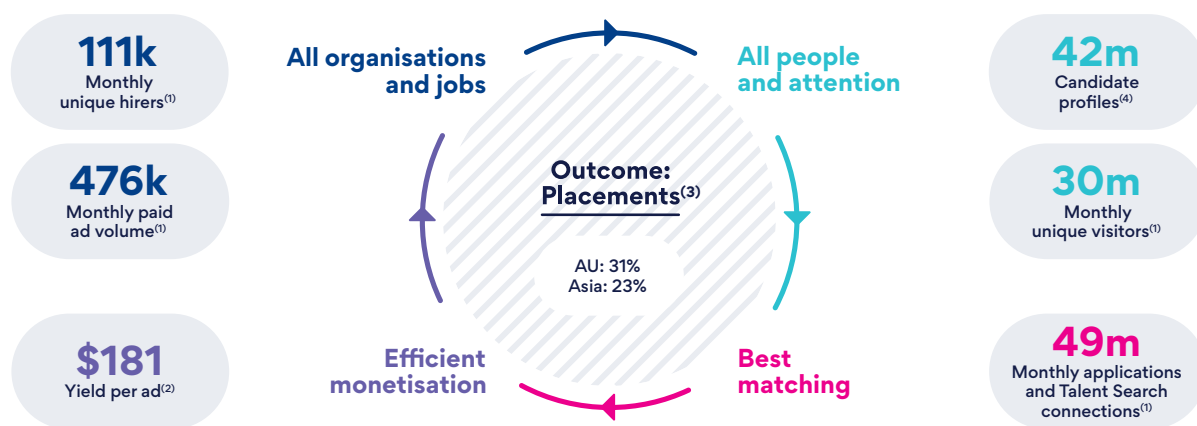 111k
Monthly
unique hirers(1)
476k
Monthly paid
ad volume(1)
$181
Yield per ad(2)
All organisations
and jobs
All people
and attention
Outcome:
Placements(3)
AU: 31%
Asia: 23%
Efficient
monetisation
Best
matching
42m
Candidate
profiles(4)
30m
Monthly
unique visitors(1)
49m
Monthly applications
and Talent Search
connections(1)